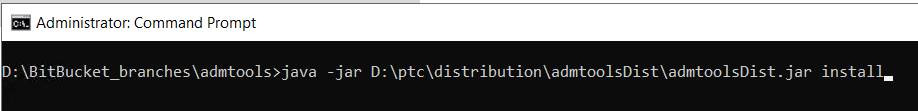 Administrator: Command Prompt
D:\BitBucket_branches\admtools>java -jar D:\ptc\distribution\admtoolsDist\admtoolsDist.jar install